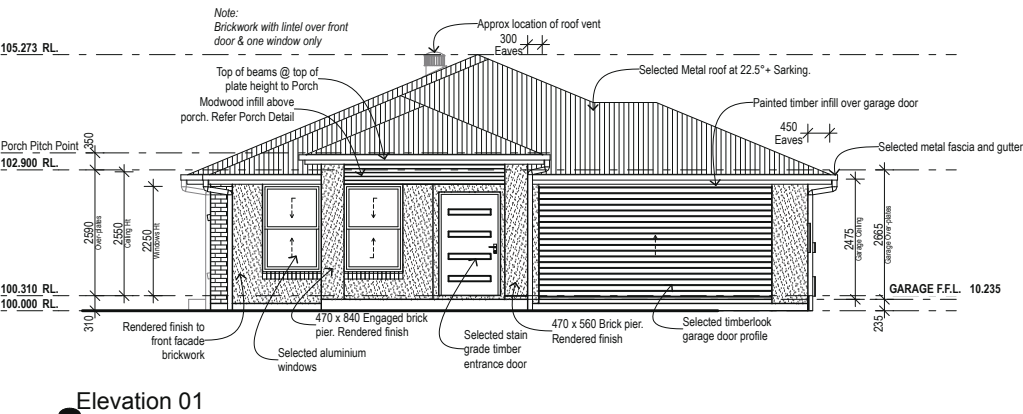 Note:
Brickwork with lintel over front
door & one window only
Approx location of roof vent
300
Eaves
105.273 RL.
Top of beams @ top of
plate height to Porch
Modwood infill above
porch. Refer Porch Detail
Selected Metal roof at 22.5°+ Sarking.
Painted timber infill over garage door
450
Eaves
Porch Pitch Point
350
102.900 RL.
Selected metal fascia and gutter
2590
Over-plates
2550
Ceiling Ht
2250
Windows Ht
2475
Garage Ceiling
2665
Garage Over-plates
100.310 RL.
100.000 RL.
310
GARAGE F.F.L. 10.235
235
Rendered finish to
front facade
brickwork
Selected aluminium
windows
470 x 840 Engaged brick
pier. Rendered finish
Selected stain
grade timber
entrance door
470 x 560 Brick pier.
Rendered finish
Selected timberlook
garage door profile
Elevation 01